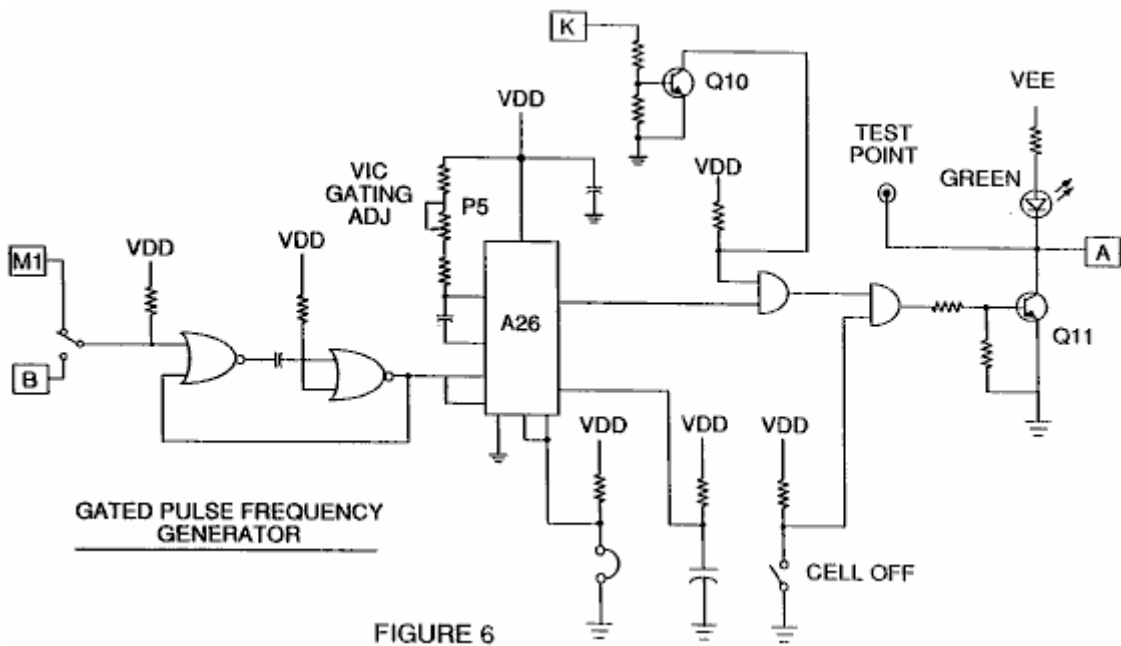 K
Q10
VDD
VEE
TEST
POINT
VIC
GATING
ADJ
P5
VDD
GREEN
M1
VDD
VDD
A
A26
Q11
B
VDD
VDD
VDD
GATED PULSE FREQUENCY
GENERATOR
CELL OFF
FIGURE 6